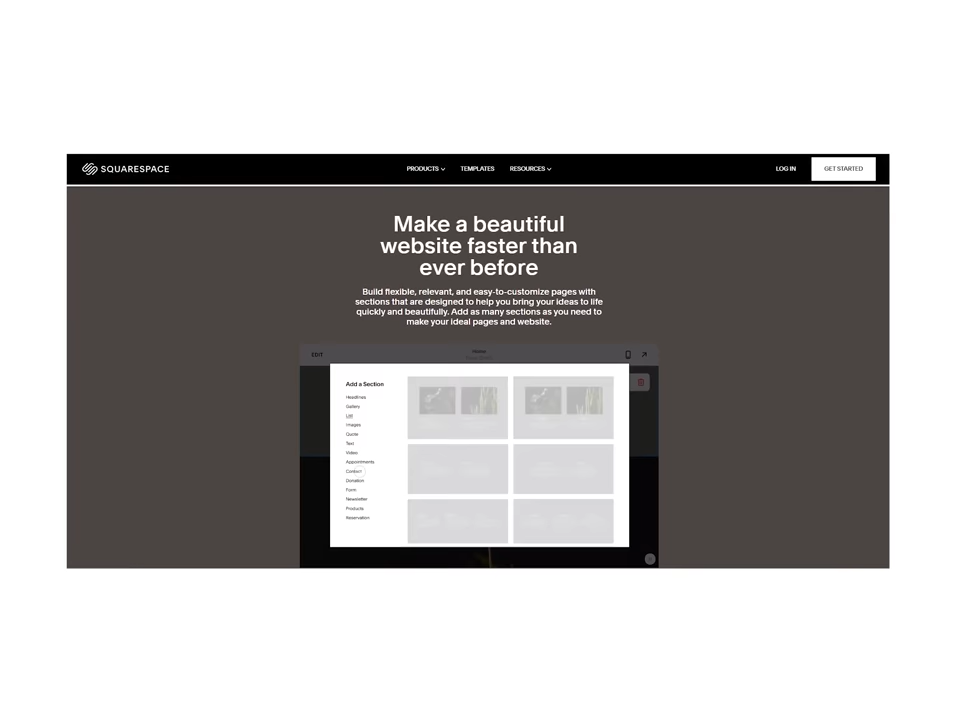 SQUARESPACE
PRODUCTS
TEMPLATES
RESOURCES
LOG IN
GET STARTED
Make a beautiful
website faster than
ever before
Build flexible, relevant, and easy-to-customize pages with
sections that are designed to help you bring your ideas to life
quickly and beautifully. Add as many sections as you need to
make your ideal pages and website.
EDIT
Home
Add a Section
Headlines
Gallery
List
Images
Quote
Text
Video
Appointments
Contact
Donation
Form
Newsletter
Products
Reservation